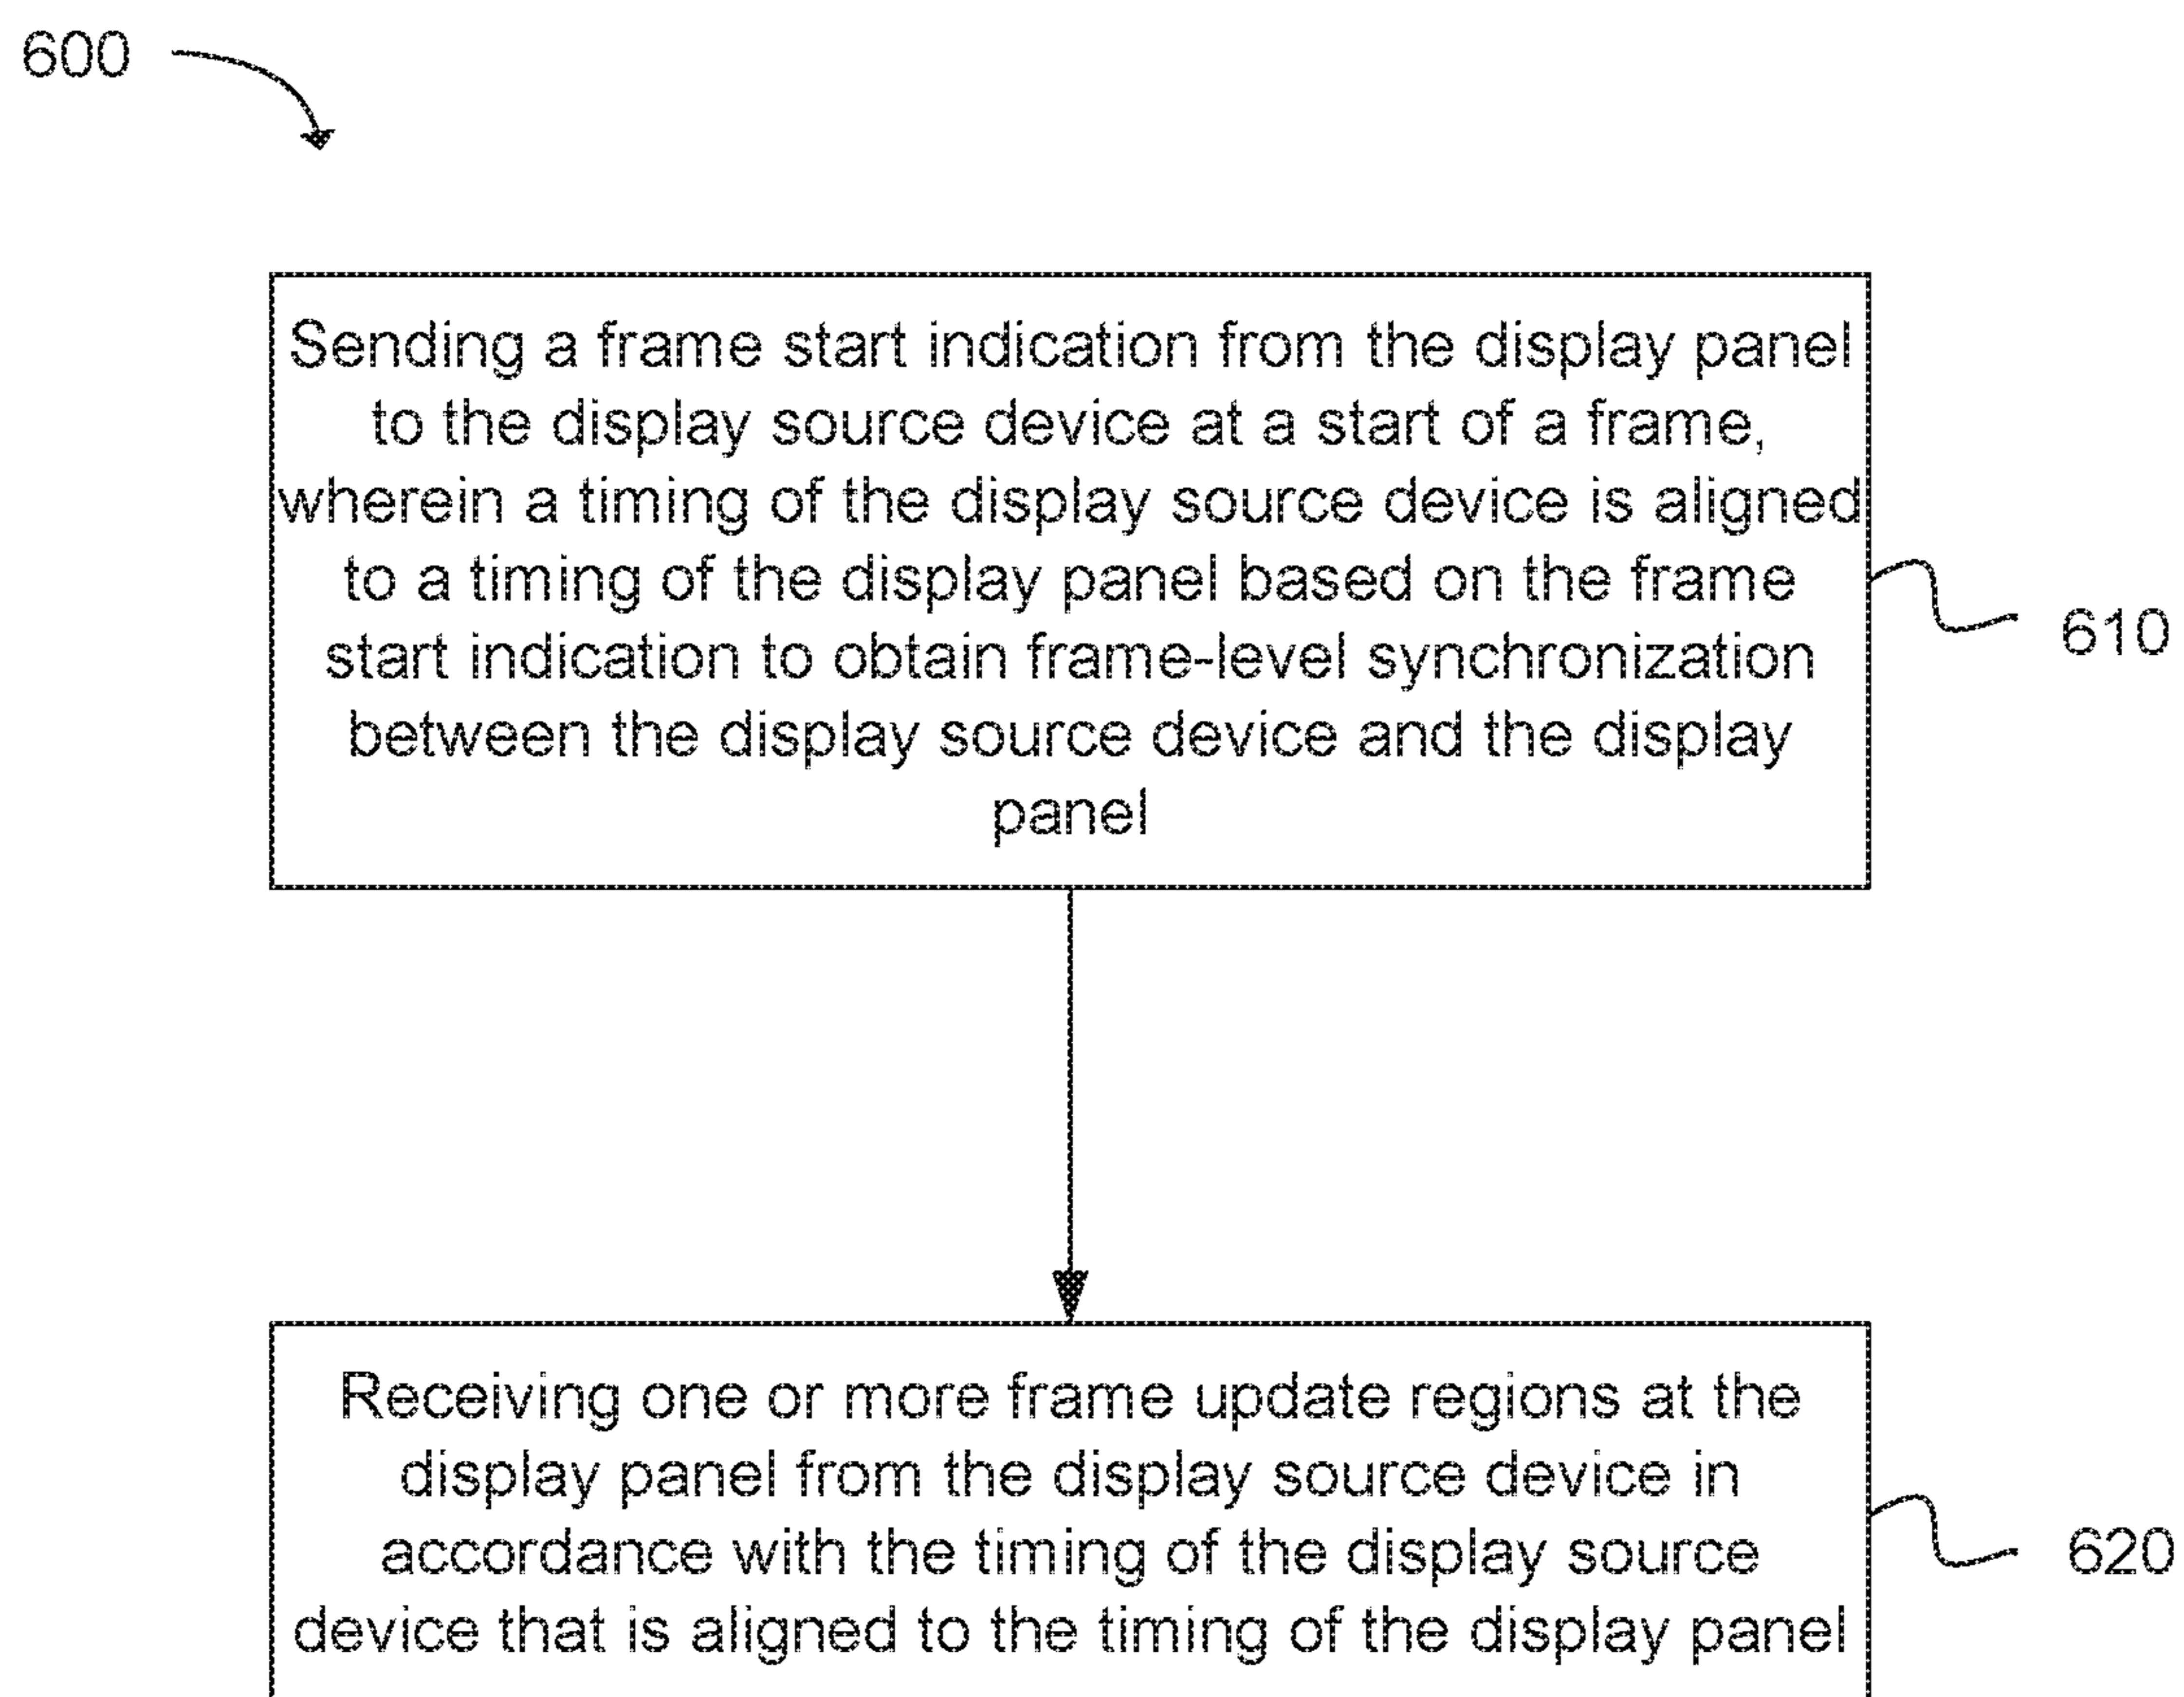 600
Sending a frame start indication from the display panel
to the display source device at a start of a frame,
wherein a timing of the display source device is aligned
to a timing of the display panel based on the frame
start indication to obtain frame-level synchronization
between the display source device and the display
panel
610
Receiving one or more frame update regions at the
display panel from the display source device in
accordance with the timing of the display source
device that is aligned to the timing of the display panel
620